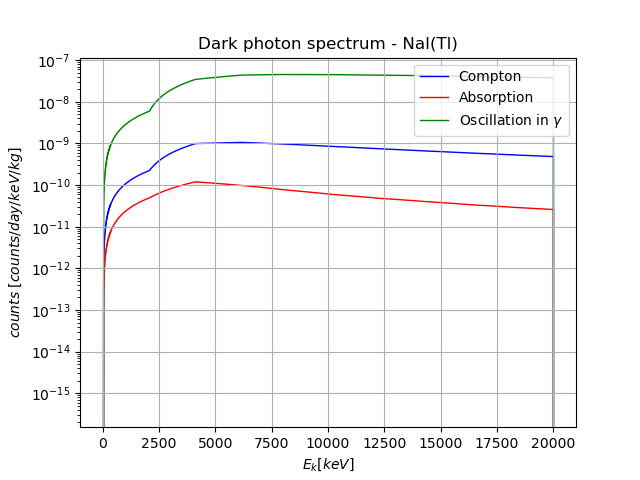 Dark photon spectrum - NaI(Tl)
10⁻⁷
10⁻⁸
10⁻⁹
10⁻¹⁰
10⁻¹¹
10⁻¹²
10⁻¹³
10⁻¹⁴
10⁻¹⁵
counts [counts/day/keV/kg]
Compton
Absorption
Oscillation in γ
0 2500 5000 7500 10000 12500 15000 17500 20000
E_k[keV]